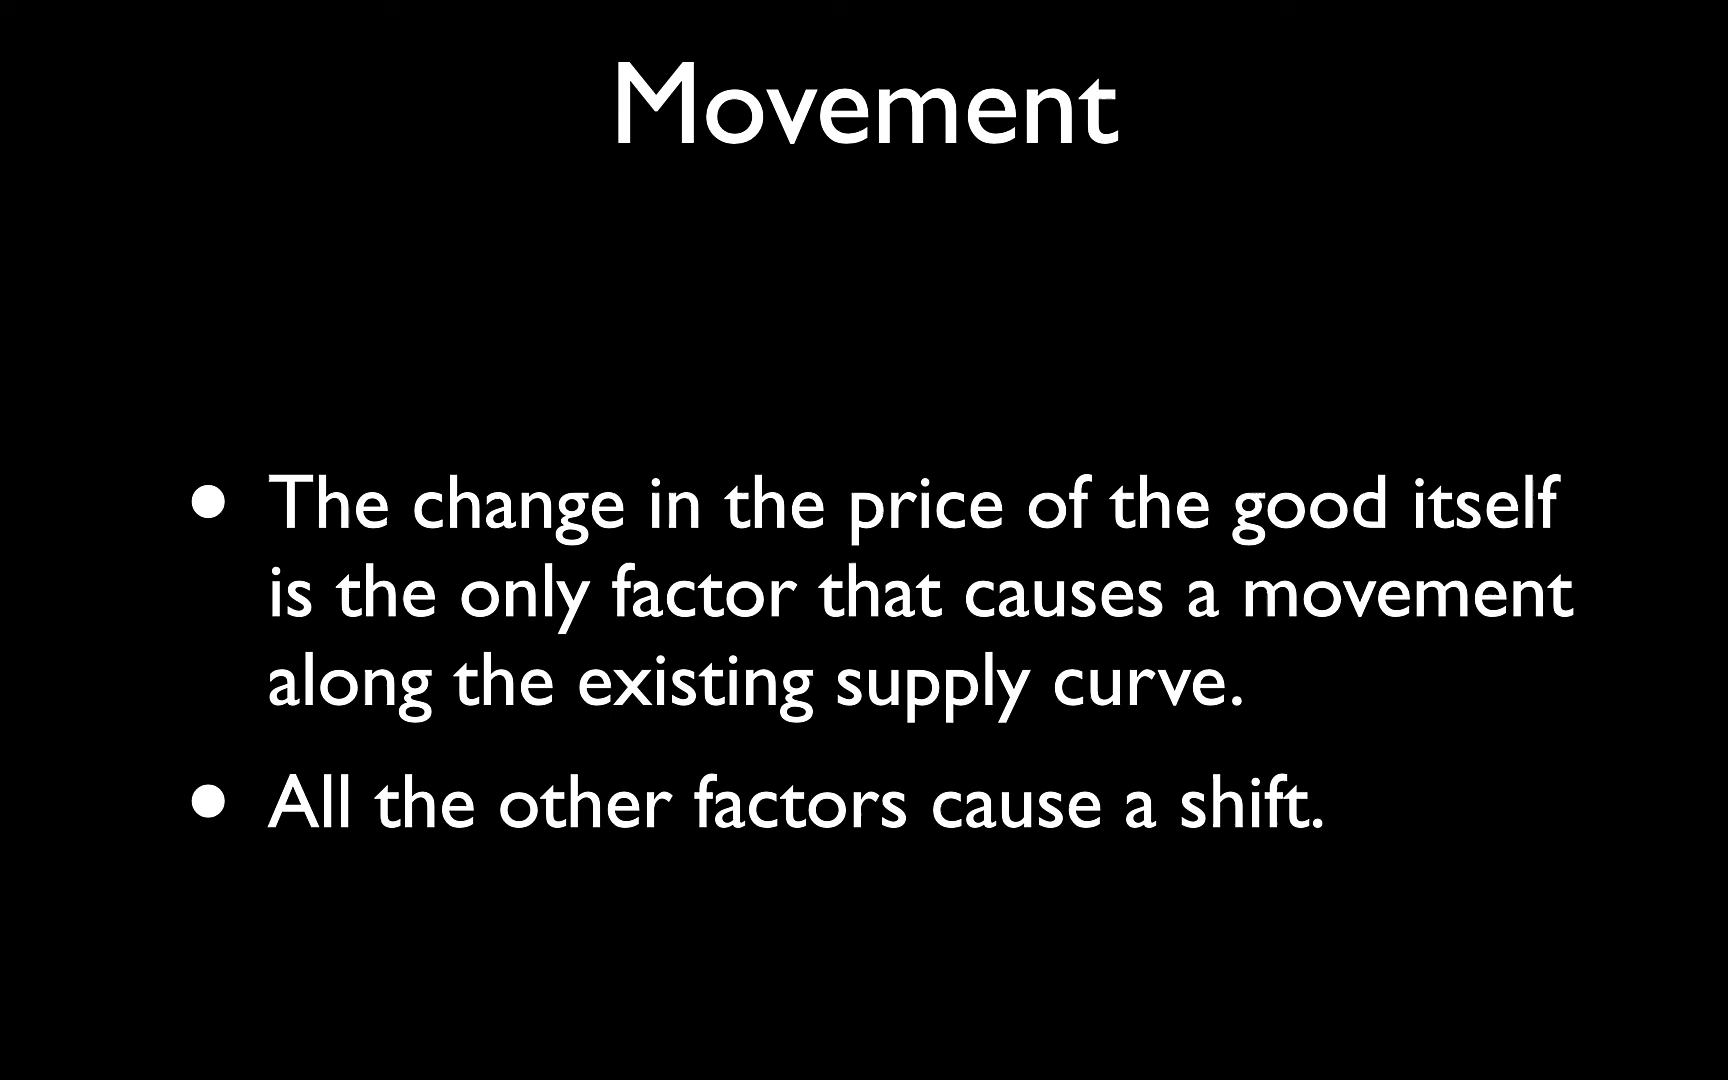 Movement
• The change in the price of the good itself
is the only factor that causes a movement
along the existing supply curve.
• All the other factors cause a shift.